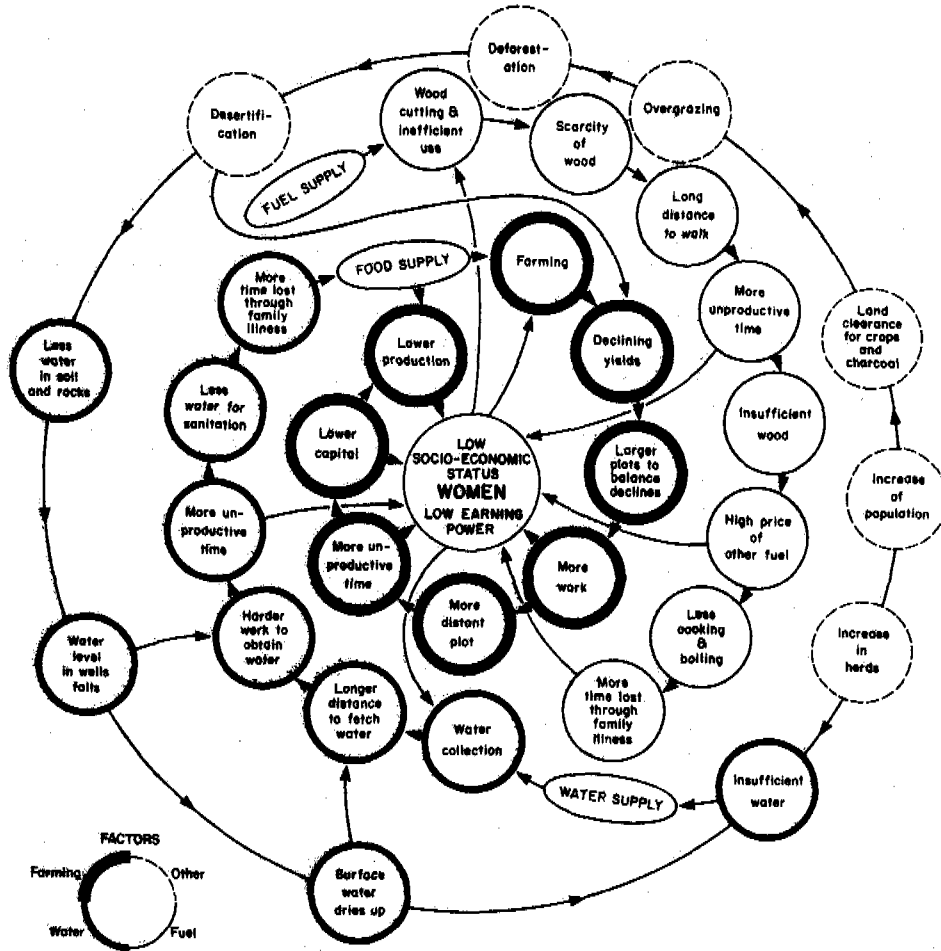 Deforest-
ation
Desertifi-
cation
Wood
cutting &
inefficient
use
Scarcity
of
wood
Overgrazing
FUEL SUPPLY
Long
distance
to walk
FOOD SUPPLY
Farming
More
time lost
through
family
illness
More
unproductive
time
Land
clearance
for crops
and
charcoal
Less
water
in soil
and rocks
Lower
production
Declining
yields
Less
water for
sanitation
Insufficient
wood
Lower
capital
LOW
SOCIO-ECONOMIC
STATUS
WOMEN
LOW EARNING
POWER
Larger
plots to
balance
declines
Increase
of
population
More un-
productive
time
High price
of
other fuel
More un-
productive
time
More
work
More
distant
plot
Harder
work to
obtain
water
Less
cooking
&
boiling
Increase
in
herds
Water
level
in wells
falls
Longer
distance
to fetch
water
More
time lost
through
family
illness
Water
collection
WATER SUPPLY
Insufficient
water
FACTORS
Farming
Other
Water
Fuel
Surface
water
dries up